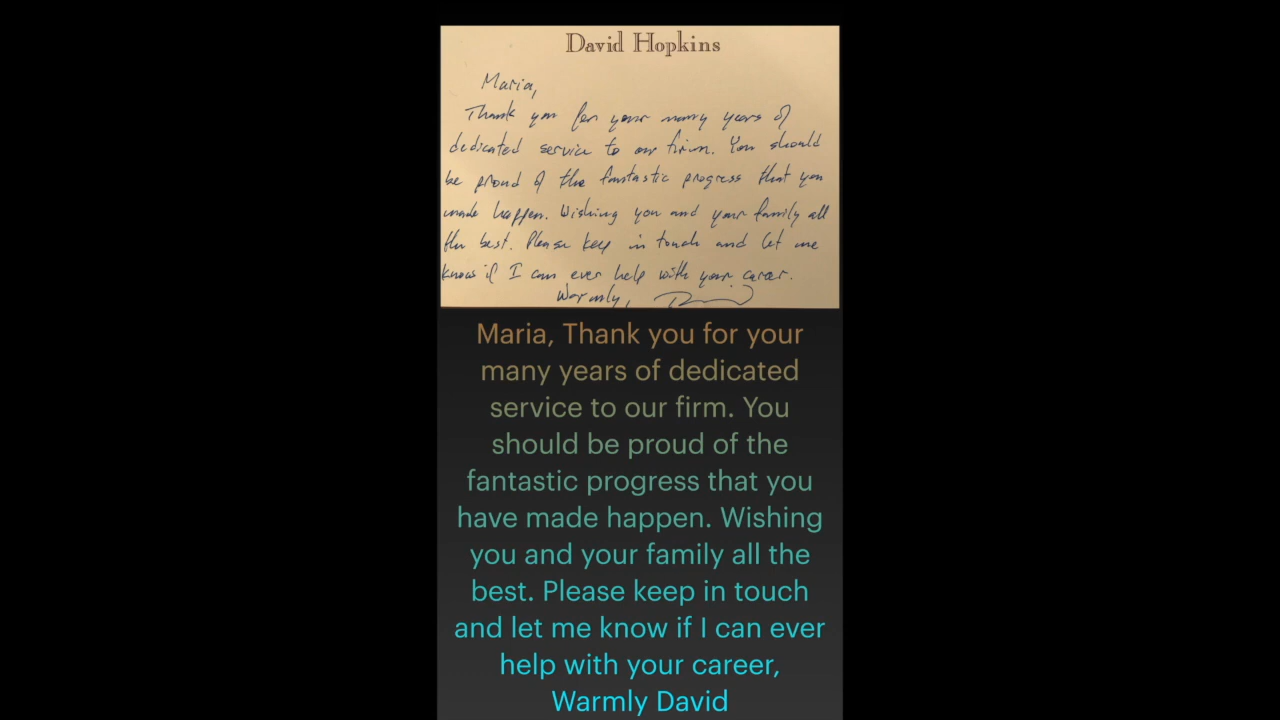 David Hopkins
Maria,
Thank you for your many years of
dedicated service to our firm. You should
be proud of the fantastic progress that you
made happen. Wishing you and your family all
the best. Please keep in touch and let me
know if I can ever help with your career.
Warmly, D
Maria, Thank you for your
many years of dedicated
service to our firm. You
should be proud of the
fantastic progress that you
have made happen. Wishing
you and your family all the
best. Please keep in touch
and let me know if I can ever
help with your career,
Warmly David